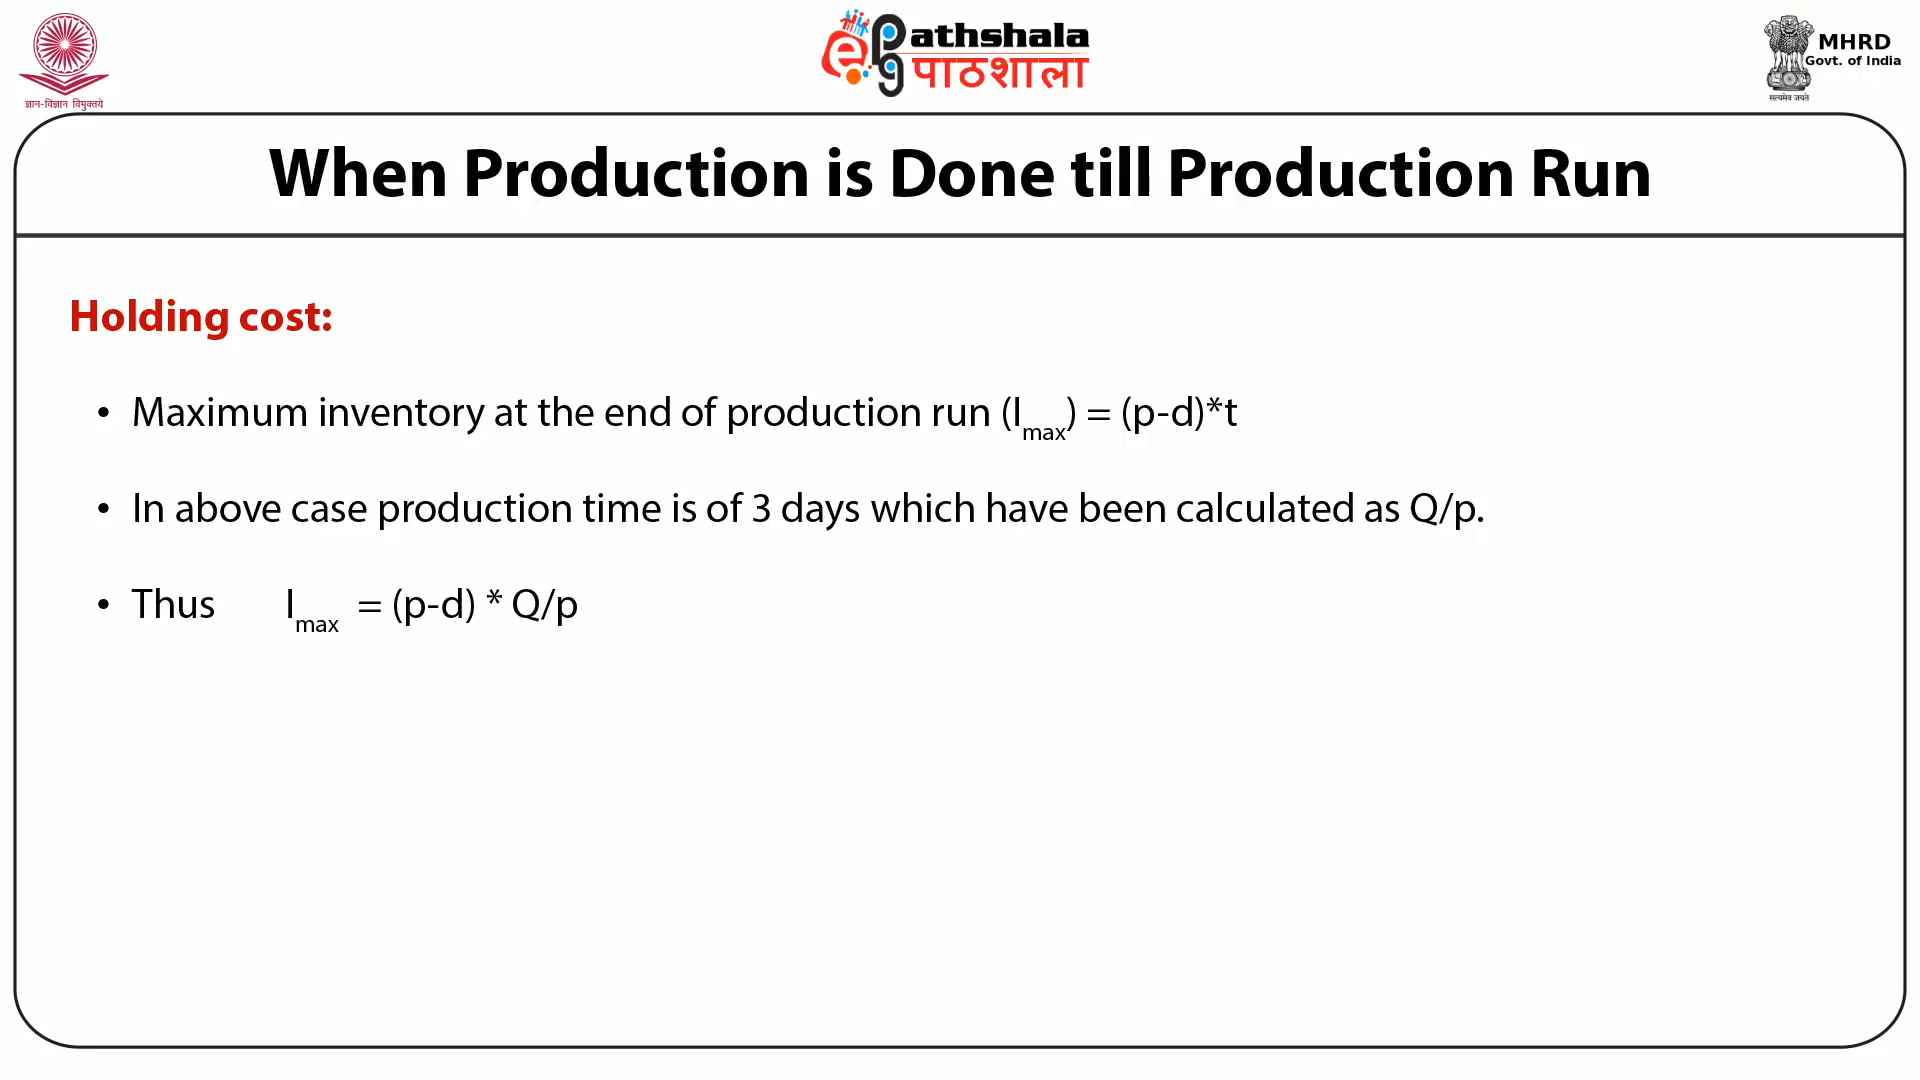 ज्ञान-विज्ञान विमुक्तये
ePathshala
पाठशाला
MHRD
Govt. of India
सत्यमेव जयते
When Production is Done till Production Run
Holding cost:
• Maximum inventory at the end of production run (Imax) = (p-d)*t
• In above case production time is of 3 days which have been calculated as Q/p.
• Thus Imax = (p-d) * Q/p